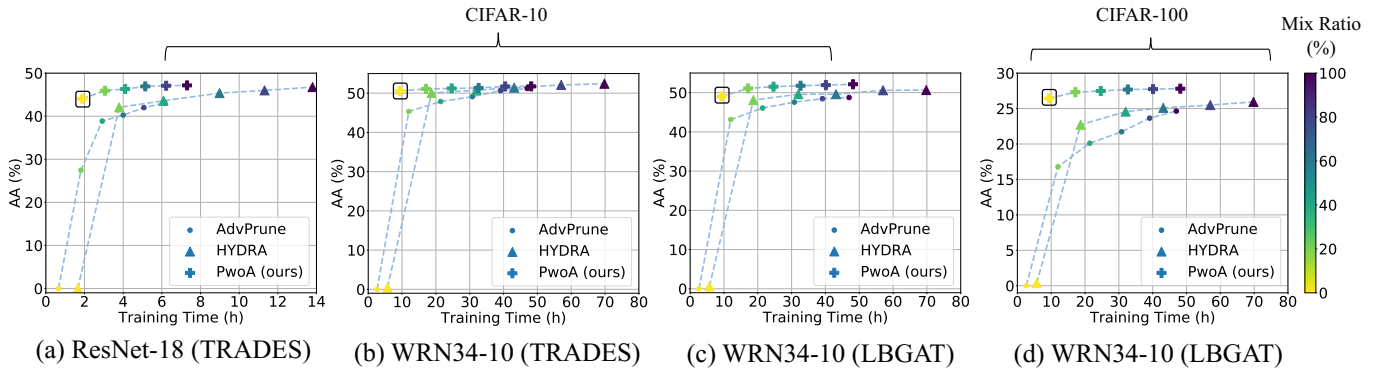 CIFAR-10
CIFAR-100
Mix Ratio
(%)
50
40
30
20
10
0
AA (%)
0 2 4 6 8 10 12 14
Training Time (h)
AdvPrune
HYDRA
PwoA (ours)
(a) ResNet-18 (TRADES)
50
40
30
20
10
0
AA (%)
0 10 20 30 40 50 60 70 80
Training Time (h)
AdvPrune
HYDRA
PwoA (ours)
(b) WRN34-10 (TRADES)
50
40
30
20
10
0
AA (%)
0 10 20 30 40 50 60 70 80
Training Time (h)
AdvPrune
HYDRA
PwoA (ours)
(c) WRN34-10 (LBGAT)
30
25
20
15
10
5
0
AA (%)
0 10 20 30 40 50 60 70 80
Training Time (h)
AdvPrune
HYDRA
PwoA (ours)
(d) WRN34-10 (LBGAT)
100
80
60
40
20
0